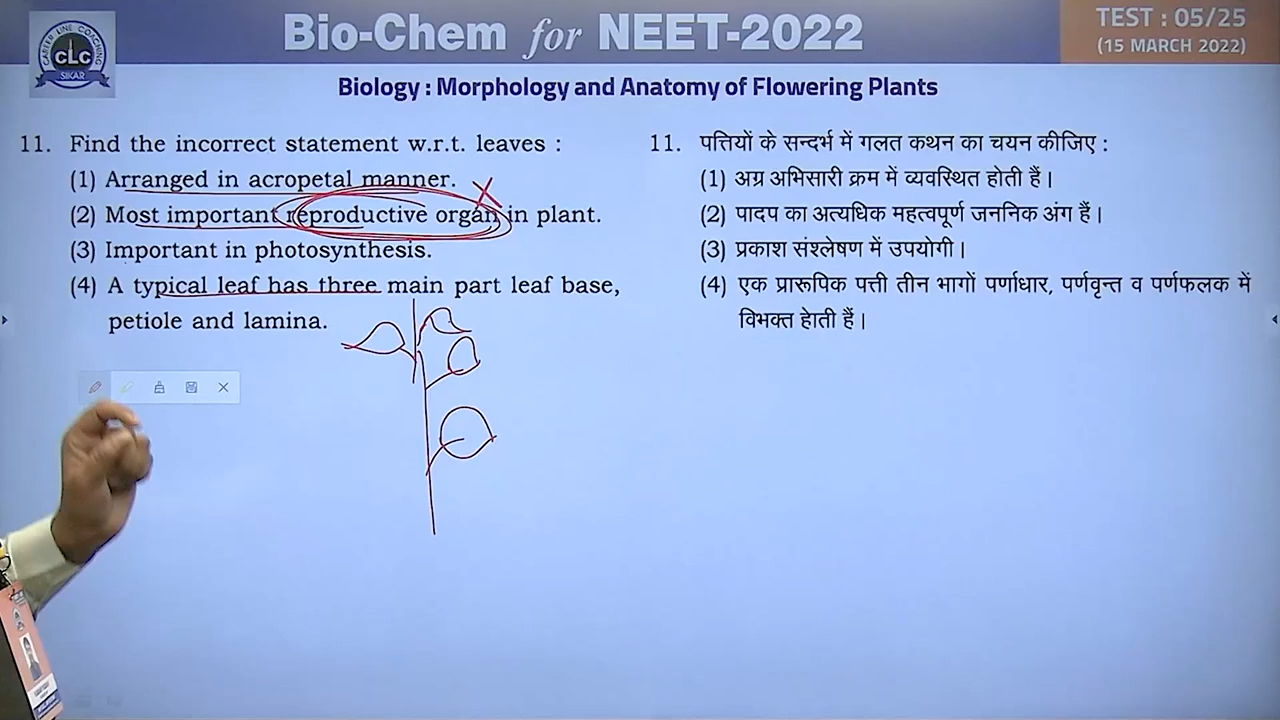 Bio-Chem for NEET-2022
TEST : 05/25
(15 MARCH 2022)
CAREER LINE COACHING
CLC
SIKAR
Biology : Morphology and Anatomy of Flowering Plants
11. Find the incorrect statement w.r.t. leaves :
(1) Arranged in acropetal manner.
(2) Most important reproductive organ in plant.
(3) Important in photosynthesis.
(4) A typical leaf has three main part leaf base,
petiole and lamina.
11. पत्तियों के सन्दर्भ में गलत कथन का चयन कीजिए :
(1) अग्र अभिसारी क्रम में व्यवस्थित होती हैं।
(2) पादप का अत्यधिक महत्वपूर्ण जननिक अंग हैं।
(3) प्रकाश संश्लेषण में उपयोगी।
(4) एक प्रारूपिक पत्ती तीन भागों पर्णाधार, पर्णवृन्त व पर्णफलक में
विभक्त हेाती हैं।